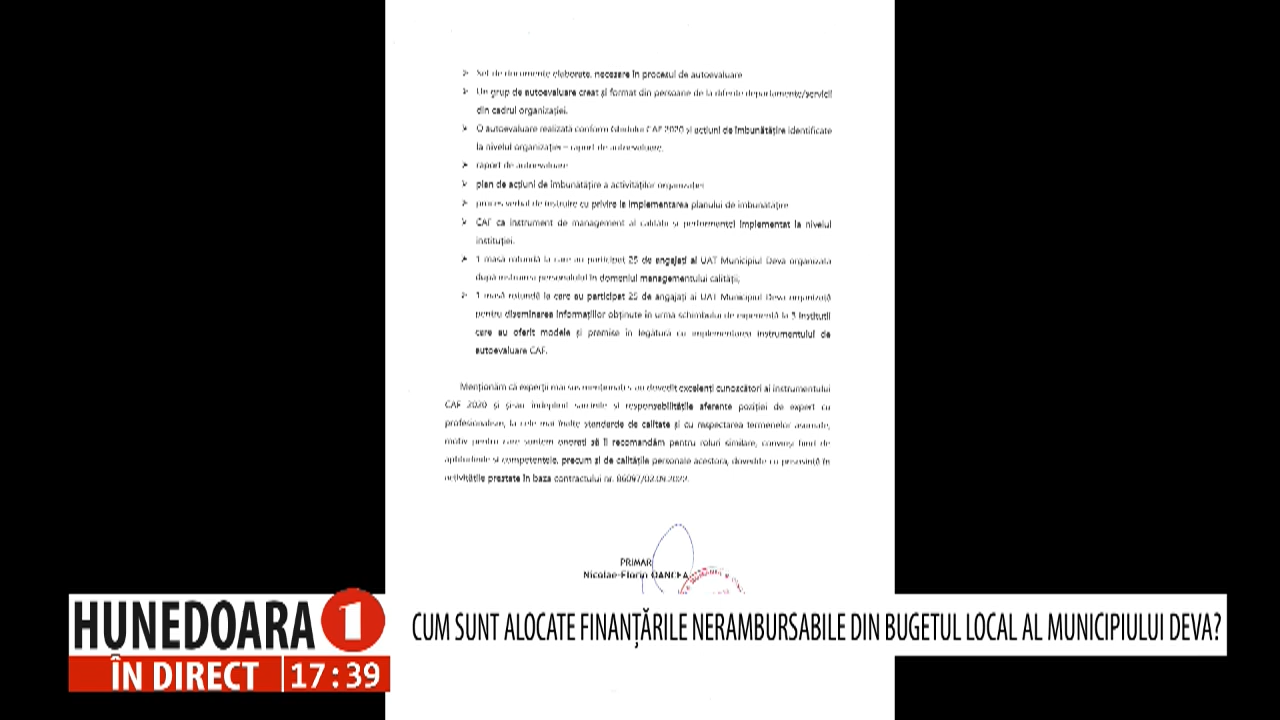 Set de documente elaborate, necesare în procesul de autoevaluare
Un grup de autoevaluare creat și format din persoane de la diferite departamente/servicii
din cadrul organizației.
O autoevaluare realizată conform Ghidului CAF 2020 și acțiuni de îmbunătățire identificate
la nivelul organizației – raport de autoevaluare.
raport de autoevaluare
plan de acțiuni de îmbunătățire a activităților organizației
proces verbal de instruire cu privire la implementarea planului de îmbunătățire
CAF ca instrument de management al calității și performanței implementat la nivelul
instituției.
1 masă rotundă la care au participat 25 de angajați ai UAT Municipiul Deva organizată
după instruirea personalului în domeniul managementului calității;
1 masă rotundă la care au participat 25 de angajați ai UAT Municipiul Deva organizată
pentru diseminarea informațiilor obținute în urma schimbului de experiență la 3 instituții
care au oferit modele și premise în legătură cu implementarea instrumentului de
autoevaluare CAF.
Menționăm că experții mai sus menționați s-au dovedit excelenți cunoscători ai instrumentului
CAF 2020 și și-au îndeplinit sarcinile și responsabilitățile aferente poziției de expert cu
profesionalism, la cele mai înalte standarde de calitate și cu respectarea termenelor asumate,
motiv pentru care suntem onorați să îi recomandăm pentru roluri similare, convinși fiind de
aptitudinile și competențele, precum și de calitățile personale acestora, dovedite cu prisosință în
activitățile prestate în baza contractului nr.
PRIMAR
Nicolae-Florin OANCEA
HUNEDOARA 1
ÎN DIRECT 17:39
CUM SUNT ALOCATE FINANȚĂRILE NERAMBURSABILE DIN BUGETUL LOCAL AL MUNICIPIULUI DEVA?